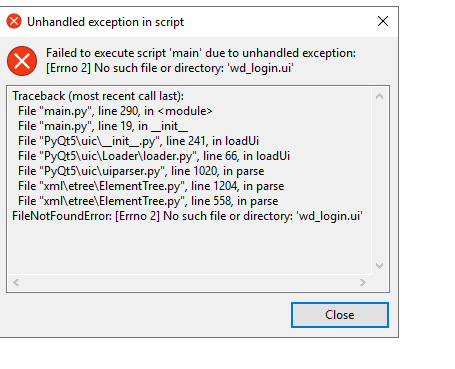 Unhandled exception in script
Failed to execute script 'main' due to unhandled exception:
[Errno 2] No such file or directory: 'wd_login.ui'
Traceback (most recent call last):
File "main.py", line 290, in <module>
File "main.py", line 19, in __init__
File "PyQt5\uic\__init__.py", line 241, in loadUi
File "PyQt5\uic\Loader\loader.py", line 66, in loadUi
File "PyQt5\uic\uiparser.py", line 1020, in parse
File "xml\etree\ElementTree.py", line 1204, in parse
File "xml\etree\ElementTree.py", line 558, in parse
FileNotFoundError: [Errno 2] No such file or directory: 'wd_login.ui'
Close